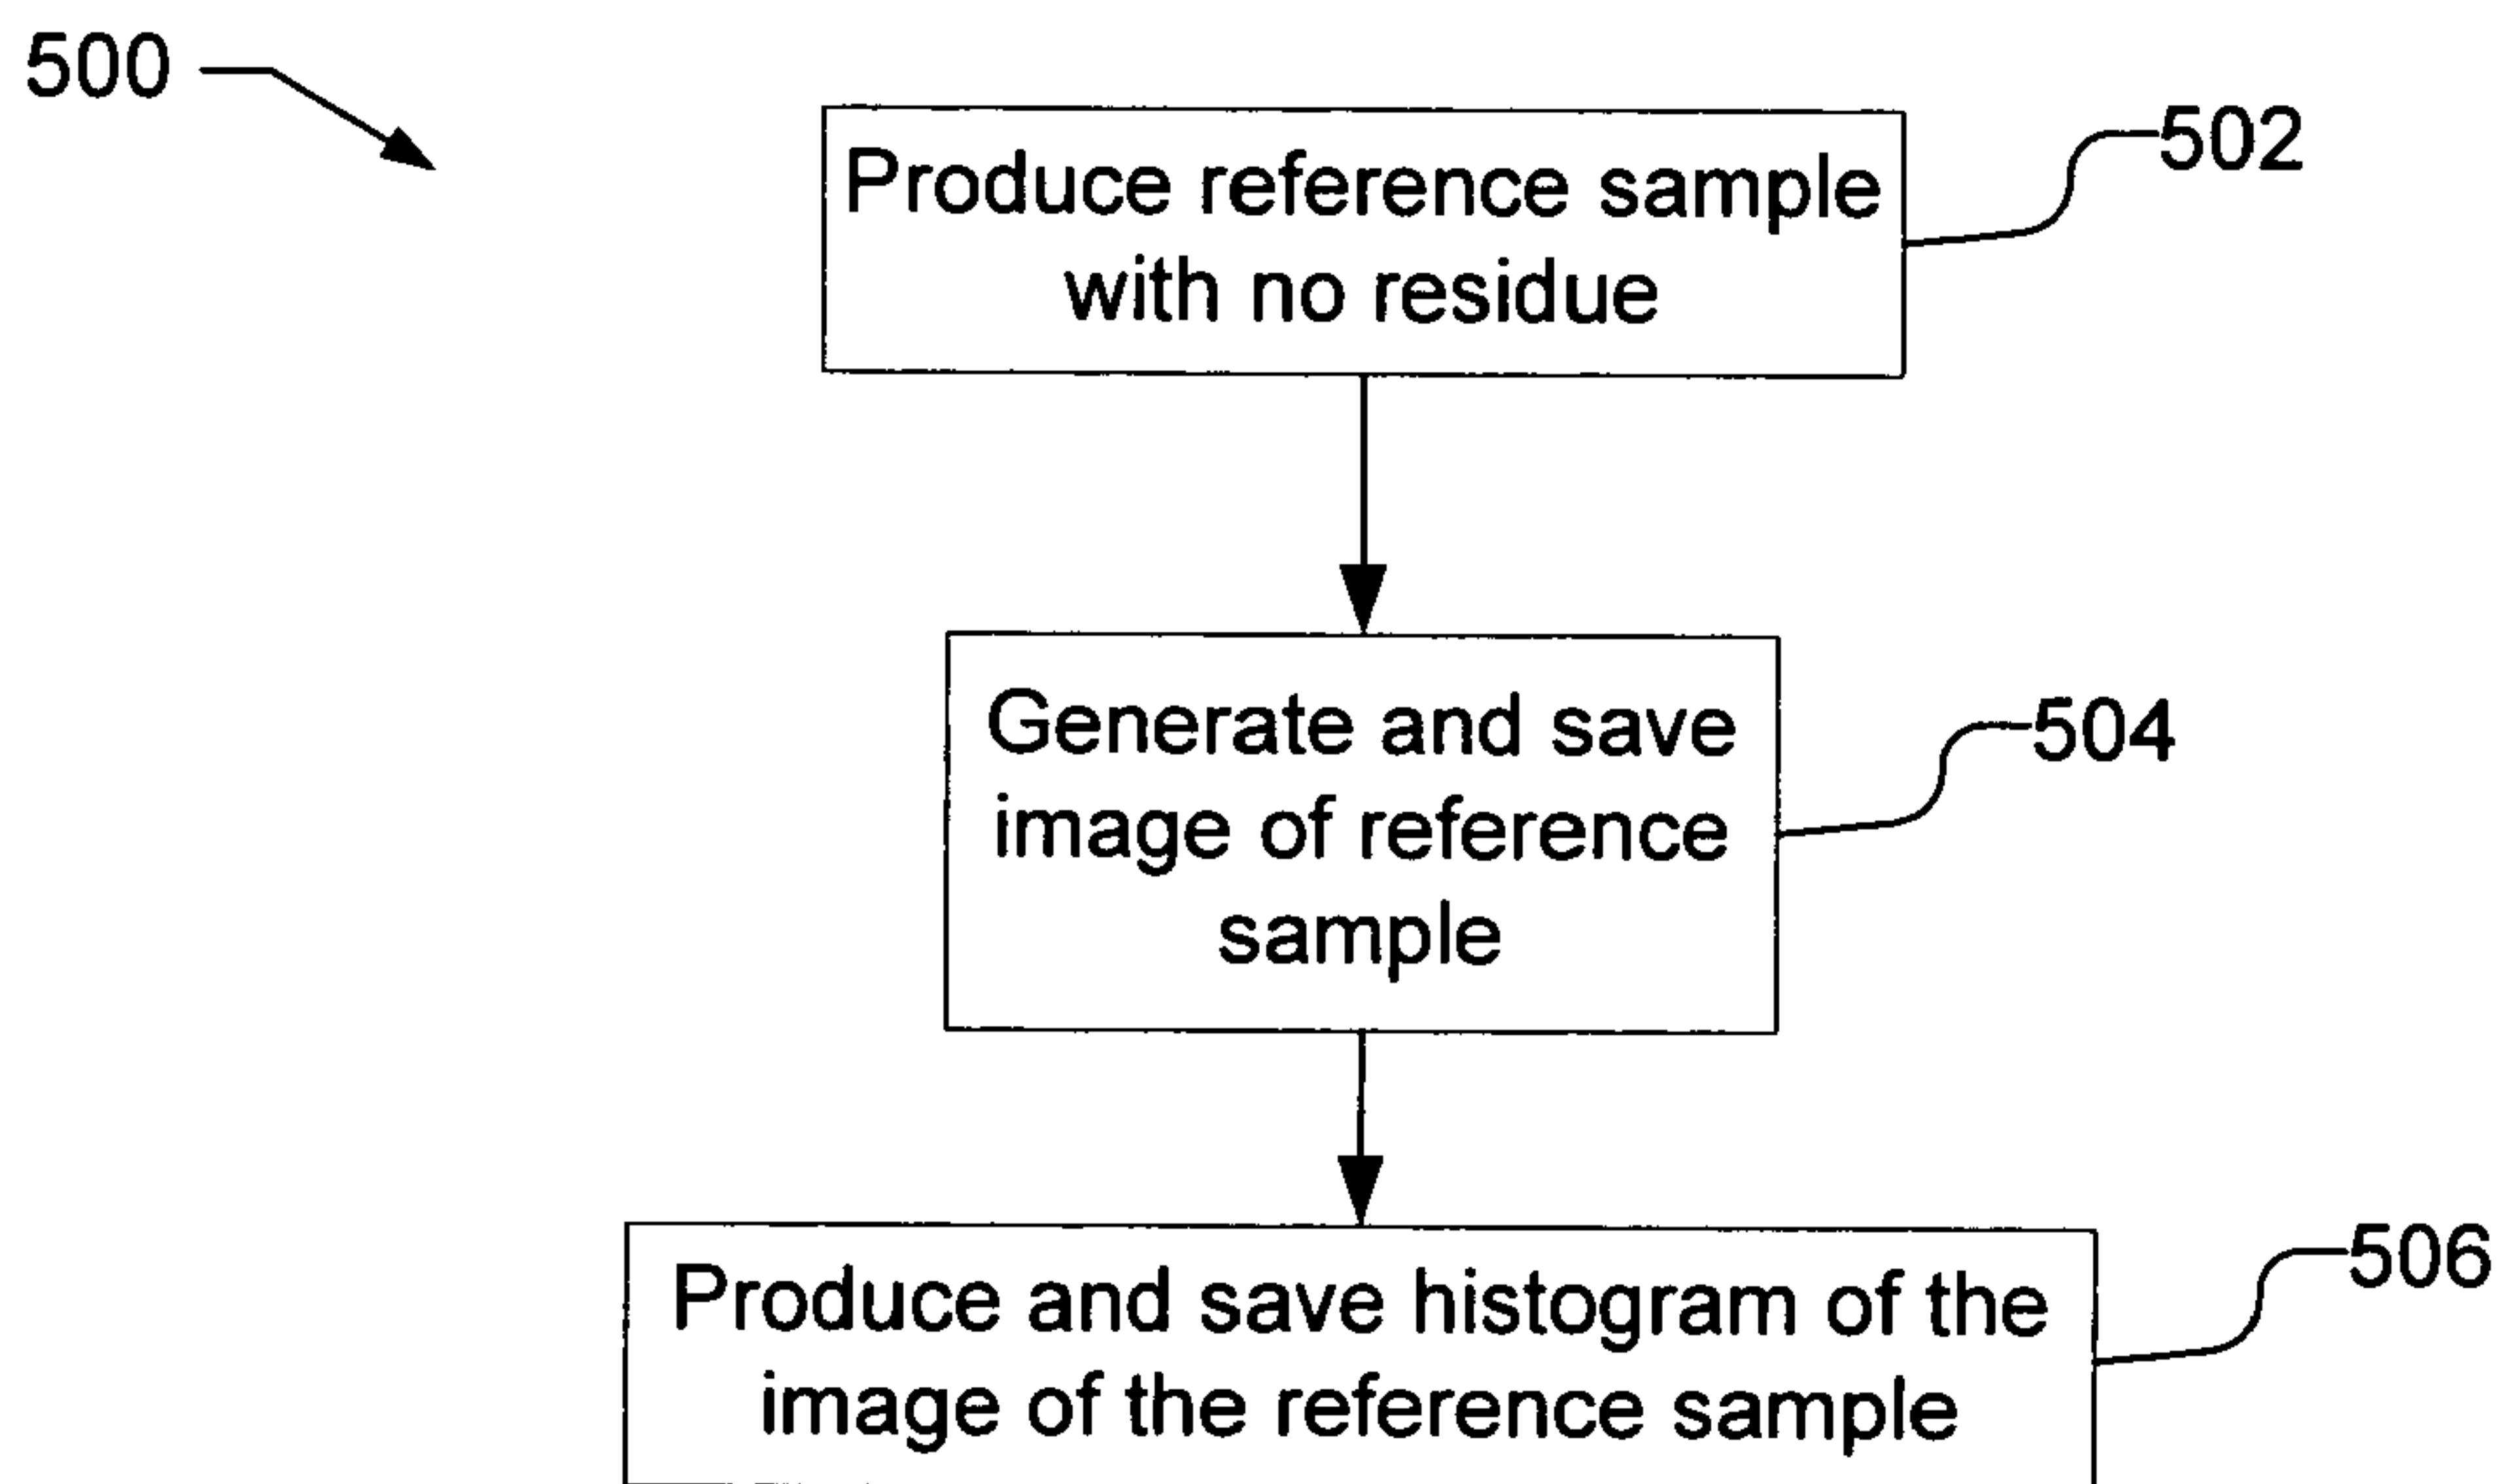 500
Produce reference sample
with no residue
502
Generate and save
image of reference
sample
504
Produce and save histogram of the
image of the reference sample
506